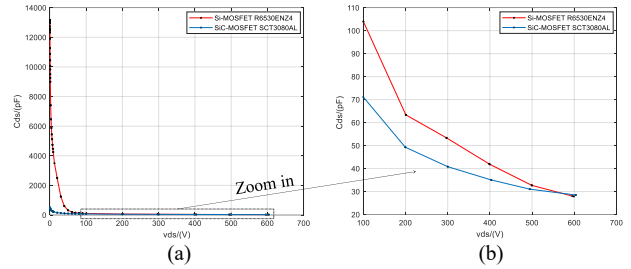 14000
12000
10000
8000
6000
4000
2000
0
Cds/(pF)
0 100 200 300 400 500 600 700
vds/(V)
Si-MOSFET R6530ENZ4
SiC-MOSFET SCT3080AL
Zoom in
(a)
110
100
90
80
70
60
50
40
30
20
Cds/(pF)
100 200 300 400 500 600 700
vds/(V)
Si-MOSFET R6530ENZ4
SiC-MOSFET SCT3080AL
(b)